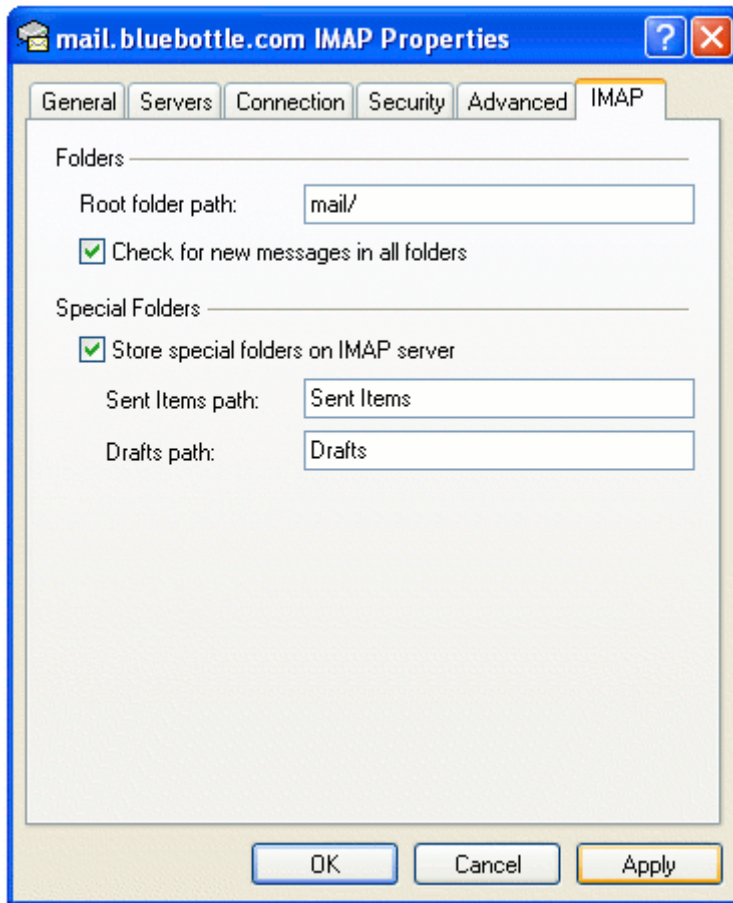 mail.bluebottle.com IMAP Properties
General Servers Connection Security Advanced IMAP
Folders
Root folder path: mail/
Check for new messages in all folders
Special Folders
Store special folders on IMAP server
Sent Items path: Sent Items
Drafts path: Drafts
OK Cancel Apply